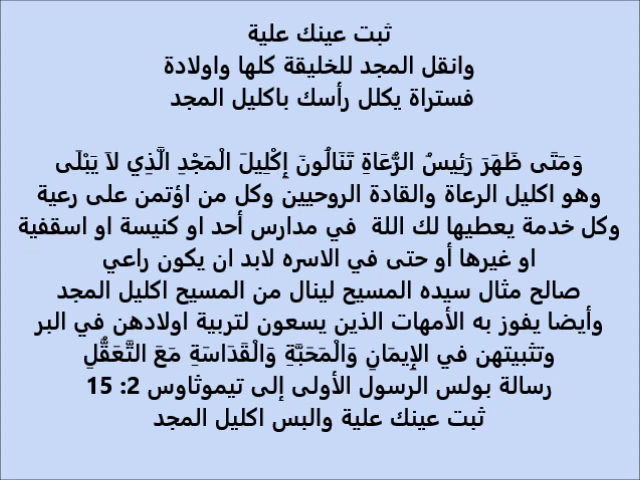 ثبت عينك علية
وانقل المجد للخليقة كلها واولادة
فستراة يكلل رأسك باكليل المجد
وَمَتَى ظَهَرَ رَئِيسُ الرُّعَاةِ تَنَالُونَ إِكْلِيلَ الْمَجْدِ الَّذِي لاَ يَبْلَى
وهو اكليل الرعاة والقادة الروحيين وكل من اؤتمن على رعية
وكل خدمة يعطيها لك اللة في مدارس أحد او كنيسة او اسقفية
او غيرها أو حتى في الاسره لابد ان يكون راعي
صالح مثال سيده المسيح لينال من المسيح اكليل المجد
وأيضا يفوز به الأمهات الذين يسعون لتربية اولادهن في البر
وتثبيتهن في الإِيمَانِ وَالْمَحَبَّةِ وَالْقَدَاسَةِ مَعَ التَّعَقُّلِ
رسالة بولس الرسول الأولى إلى تيموثاوس 2: 15
ثبت عينك علية والبس اكليل المجد